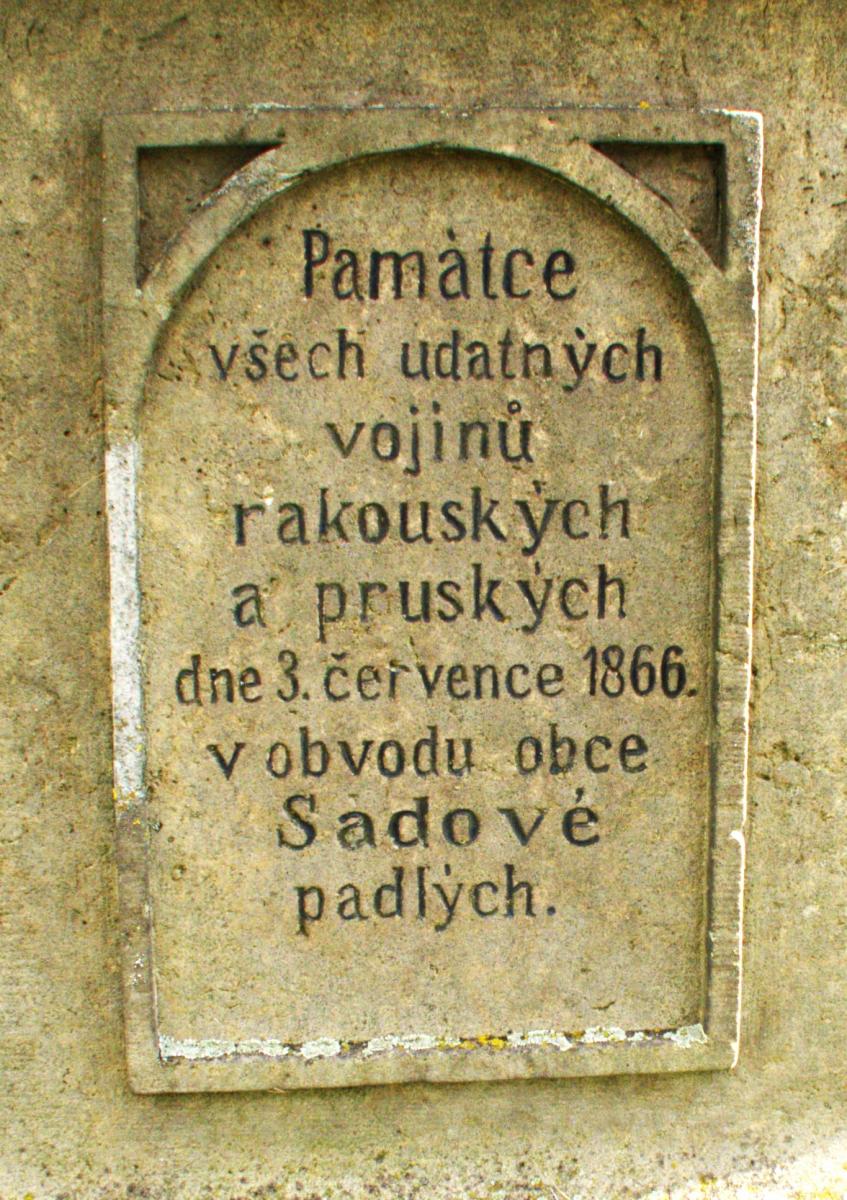 Památce
všech udatných
vojinů
rakouských
a pruských
dne 3. července 1866.
v obvodu obce
Sadové
padlých.